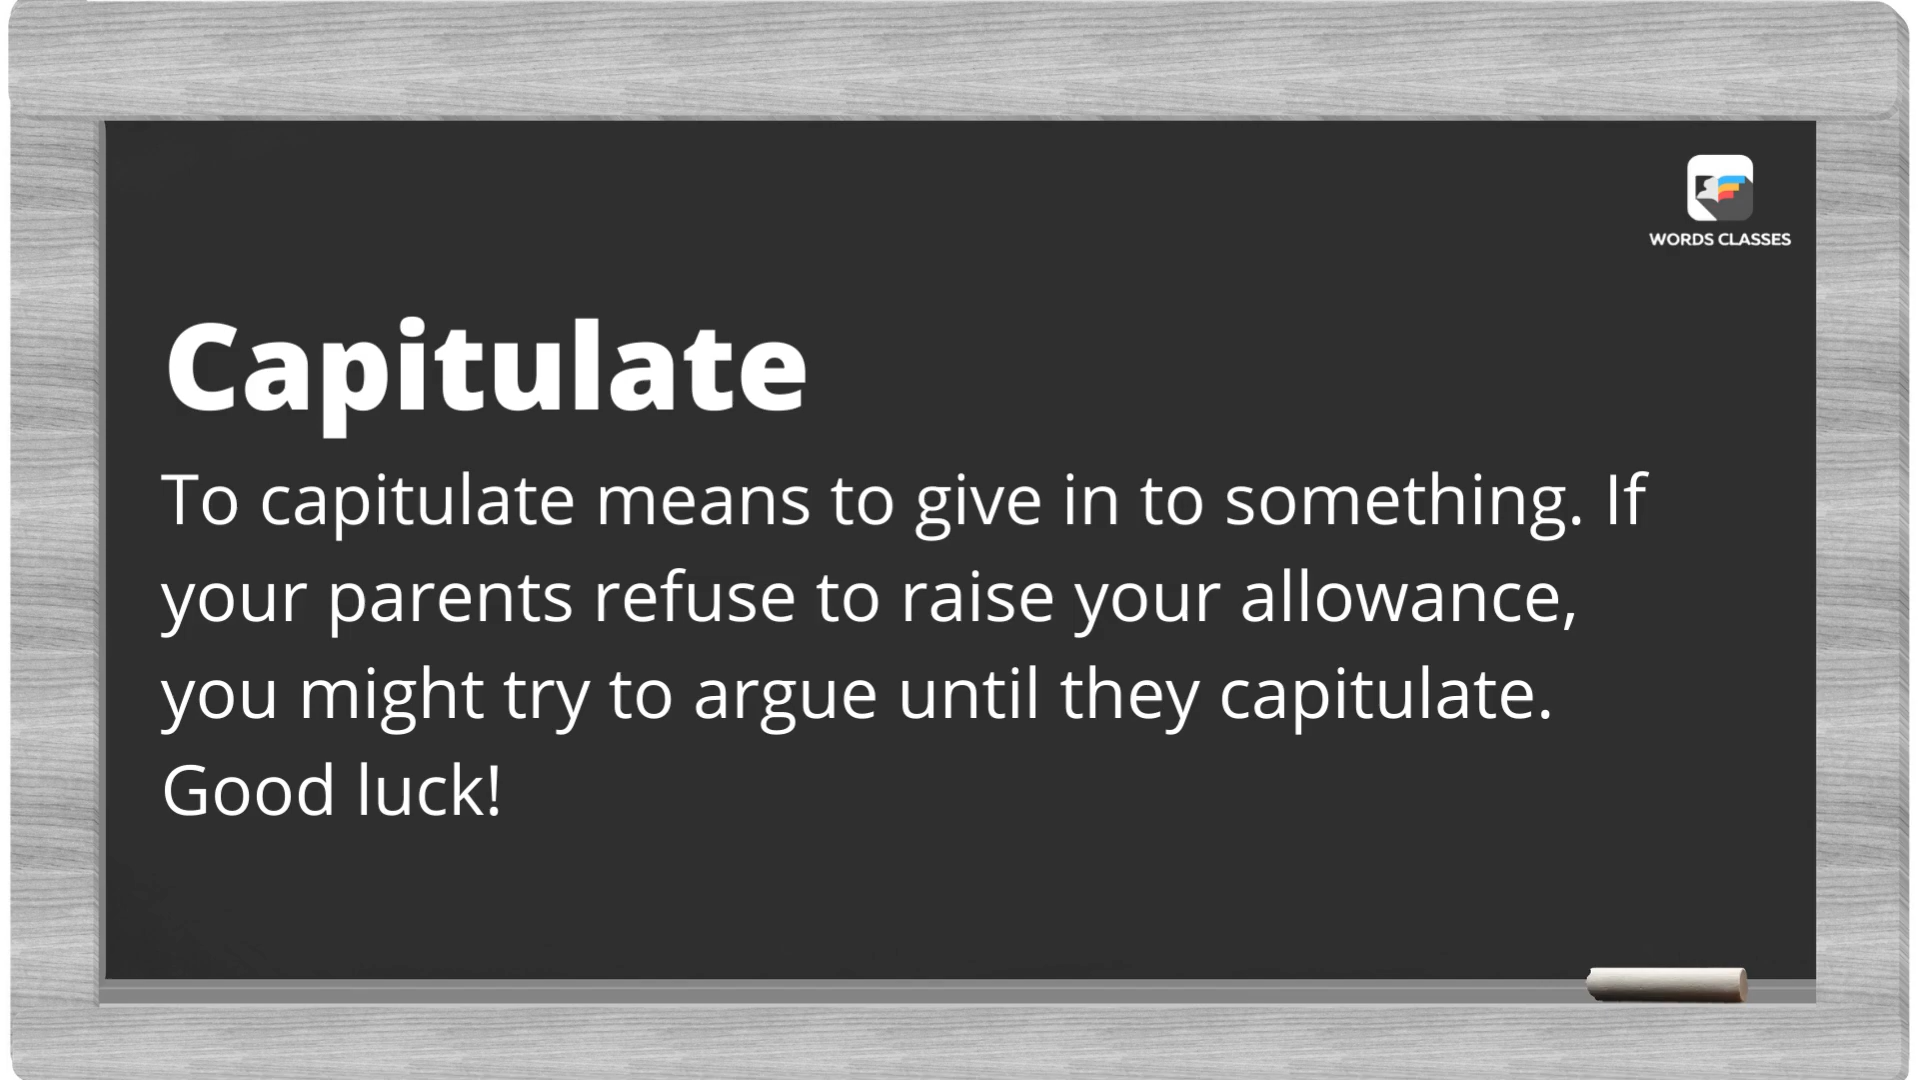 WORDS CLASSES
Capitulate
To capitulate means to give in to something. If
your parents refuse to raise your allowance,
you might try to argue until they capitulate.
Good luck!